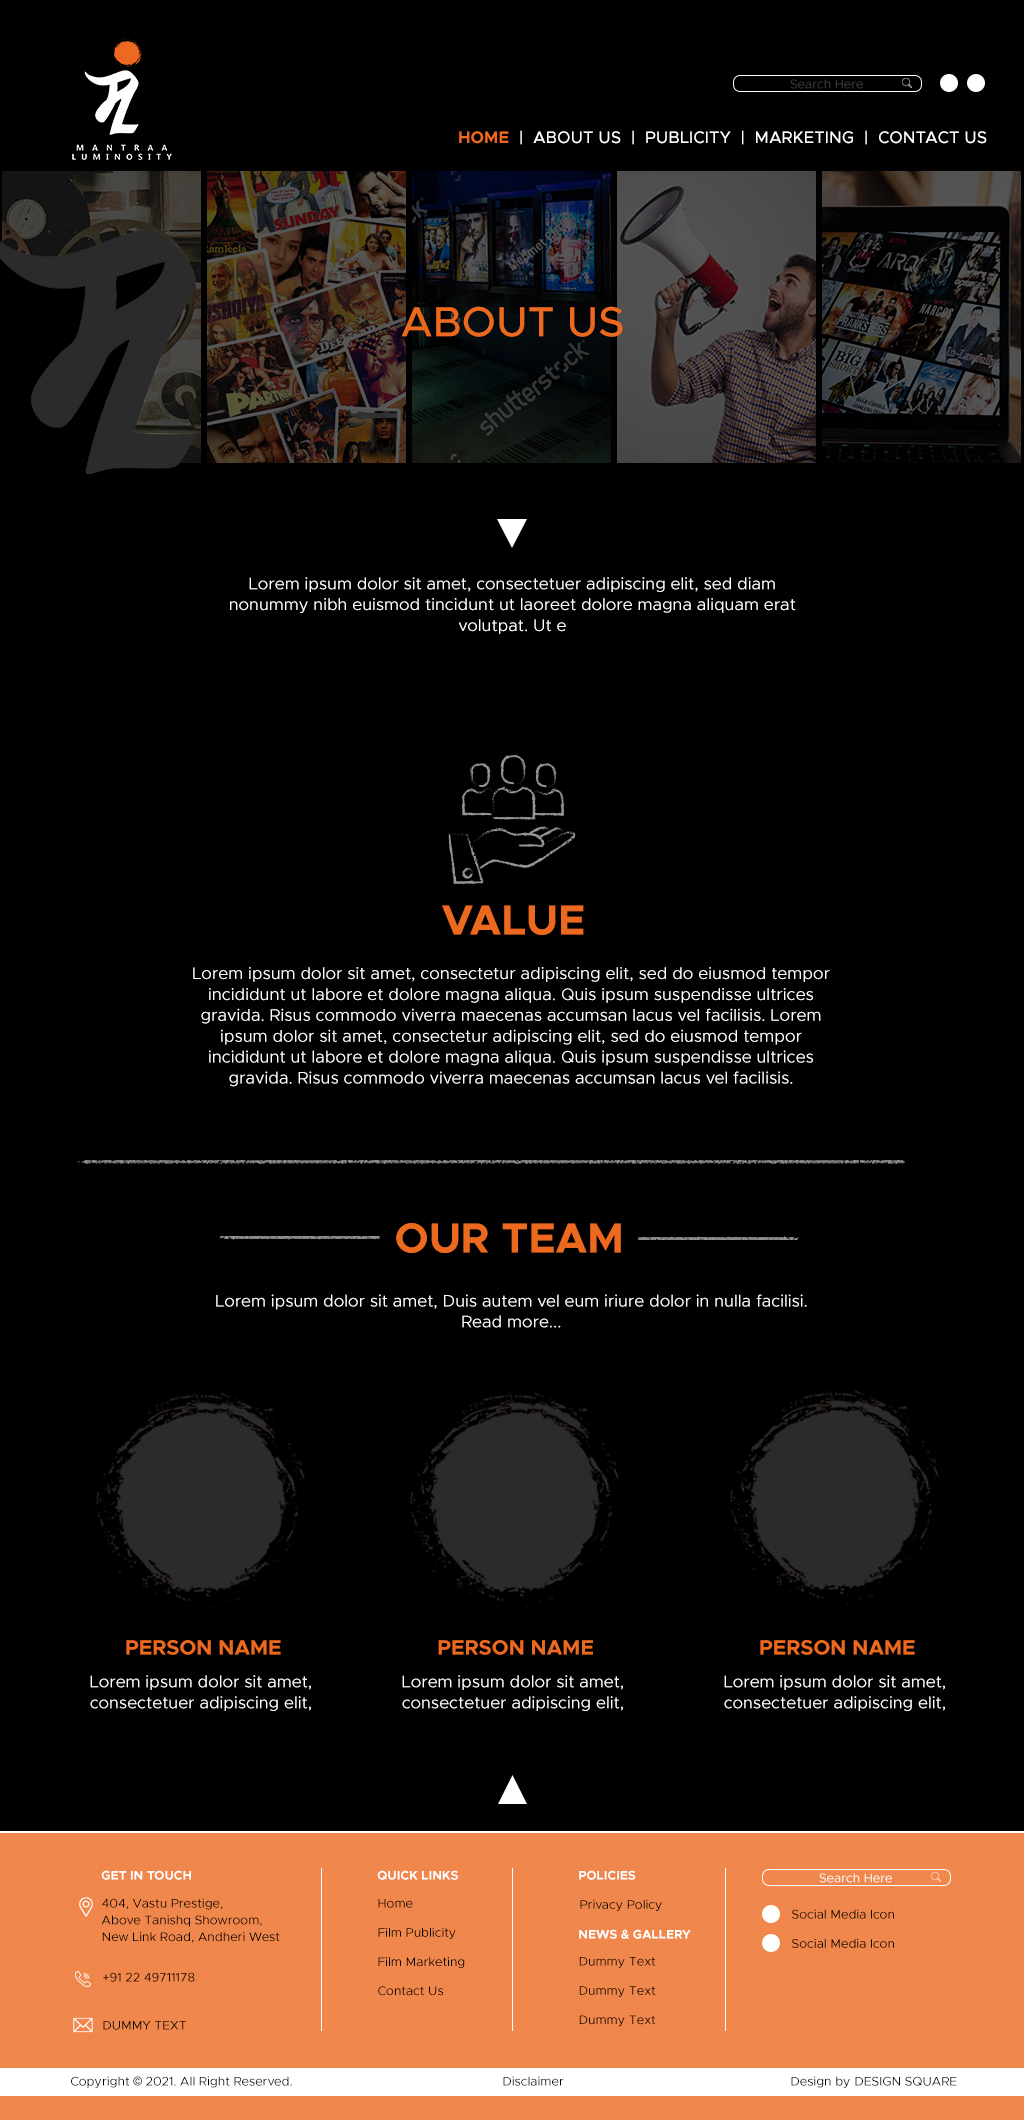 MANTRAA
LUMINOSITY
Search Here
HOME | ABOUT US | PUBLICITY | MARKETING | CONTACT US
SUNDAY
ISHQIYA
DEE
PARTN
shutterstock
NETFLIX
NARCOS
THE BIG
ABOUT US
Lorem ipsum dolor sit amet, consectetuer adipiscing elit, sed diam
nonummy nibh euismod tincidunt ut laoreet dolore magna aliquam erat
volutpat. Ut e
VALUE
Lorem ipsum dolor sit amet, consectetur adipiscing elit, sed do eiusmod tempor
incididunt ut labore et dolore magna aliqua. Quis ipsum suspendisse ultrices
gravida. Risus commodo viverra maecenas accumsan lacus vel facilisis. Lorem
ipsum dolor sit amet, consectetur adipiscing elit, sed do eiusmod tempor
incididunt ut labore et dolore magna aliqua. Quis ipsum suspendisse ultrices
gravida. Risus commodo viverra maecenas accumsan lacus vel facilisis.
OUR TEAM
Lorem ipsum dolor sit amet, Duis autem vel eum iriure dolor in nulla facilisi.
Read more...
PERSON NAME
Lorem ipsum dolor sit amet,
consectetuer adipiscing elit,
PERSON NAME
Lorem ipsum dolor sit amet,
consectetuer adipiscing elit,
PERSON NAME
Lorem ipsum dolor sit amet,
consectetuer adipiscing elit,
GET IN TOUCH
404, Vastu Prestige,
Above Tanishq Showroom,
New Link Road, Andheri West
+91 22 49711178
DUMMY TEXT
QUICK LINKS
Home
Film Publicity
Film Marketing
Contact Us
POLICIES
Privacy Policy
NEWS & GALLERY
Dummy Text
Dummy Text
Dummy Text
Search Here
Social Media Icon
Social Media Icon
Copyright © 2021. All Right Reserved.
Disclaimer
Design by DESIGN SQUARE